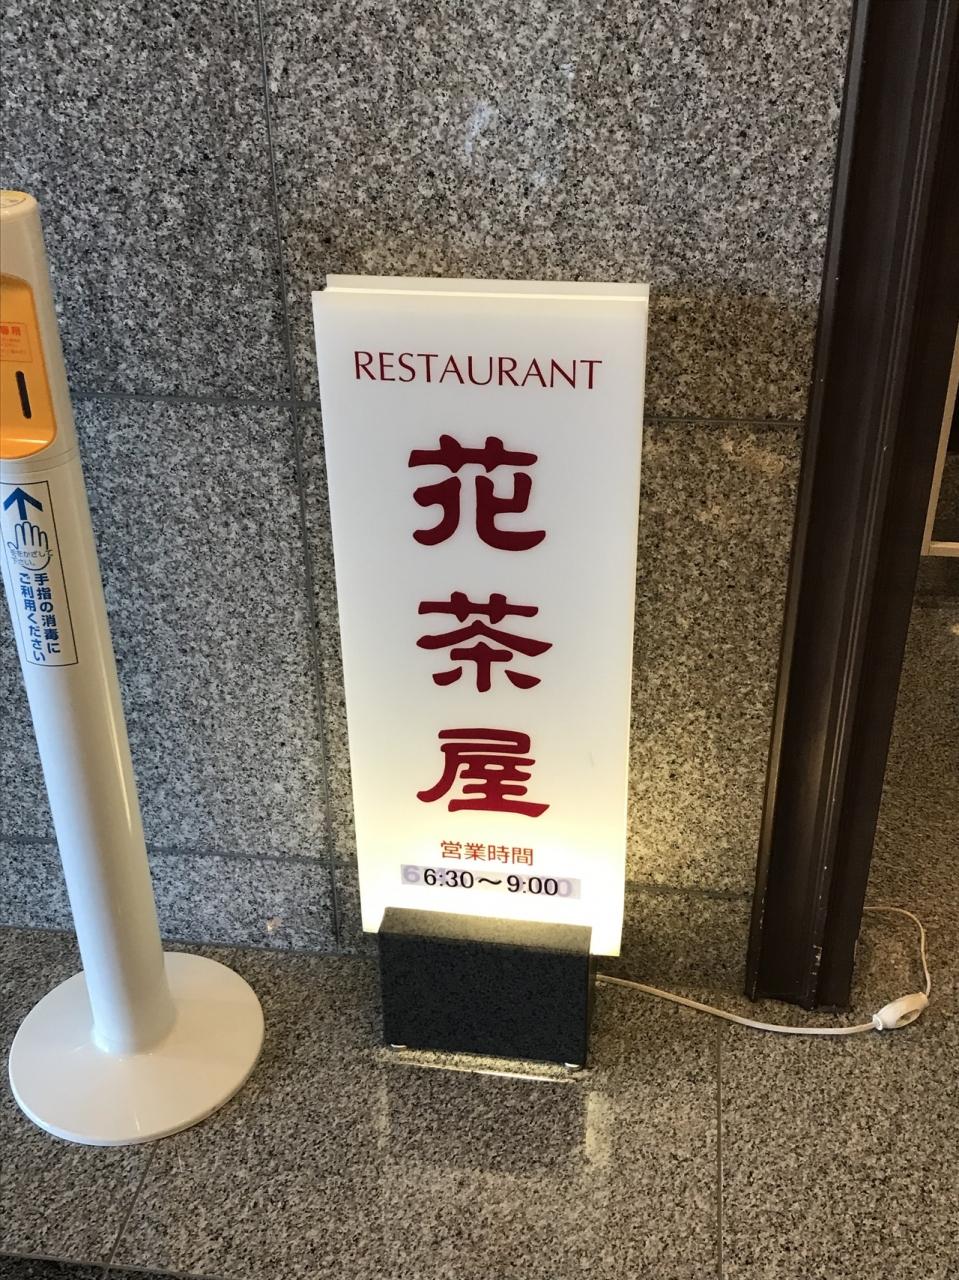 RESTAURANT
花茶屋
営業時間
6:30〜9:00
手指の消毒に
ご利用ください